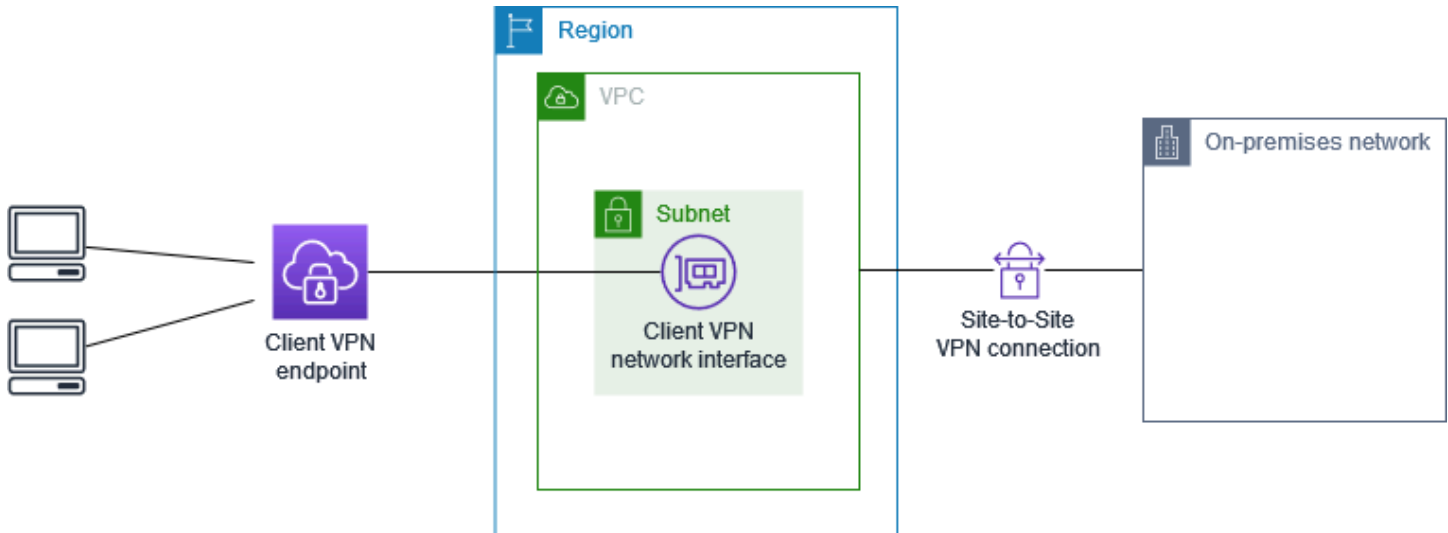 Region
VPC
On-premises network
Subnet
Client VPN
endpoint
Client VPN
network interface
Site-to-Site
VPN connection